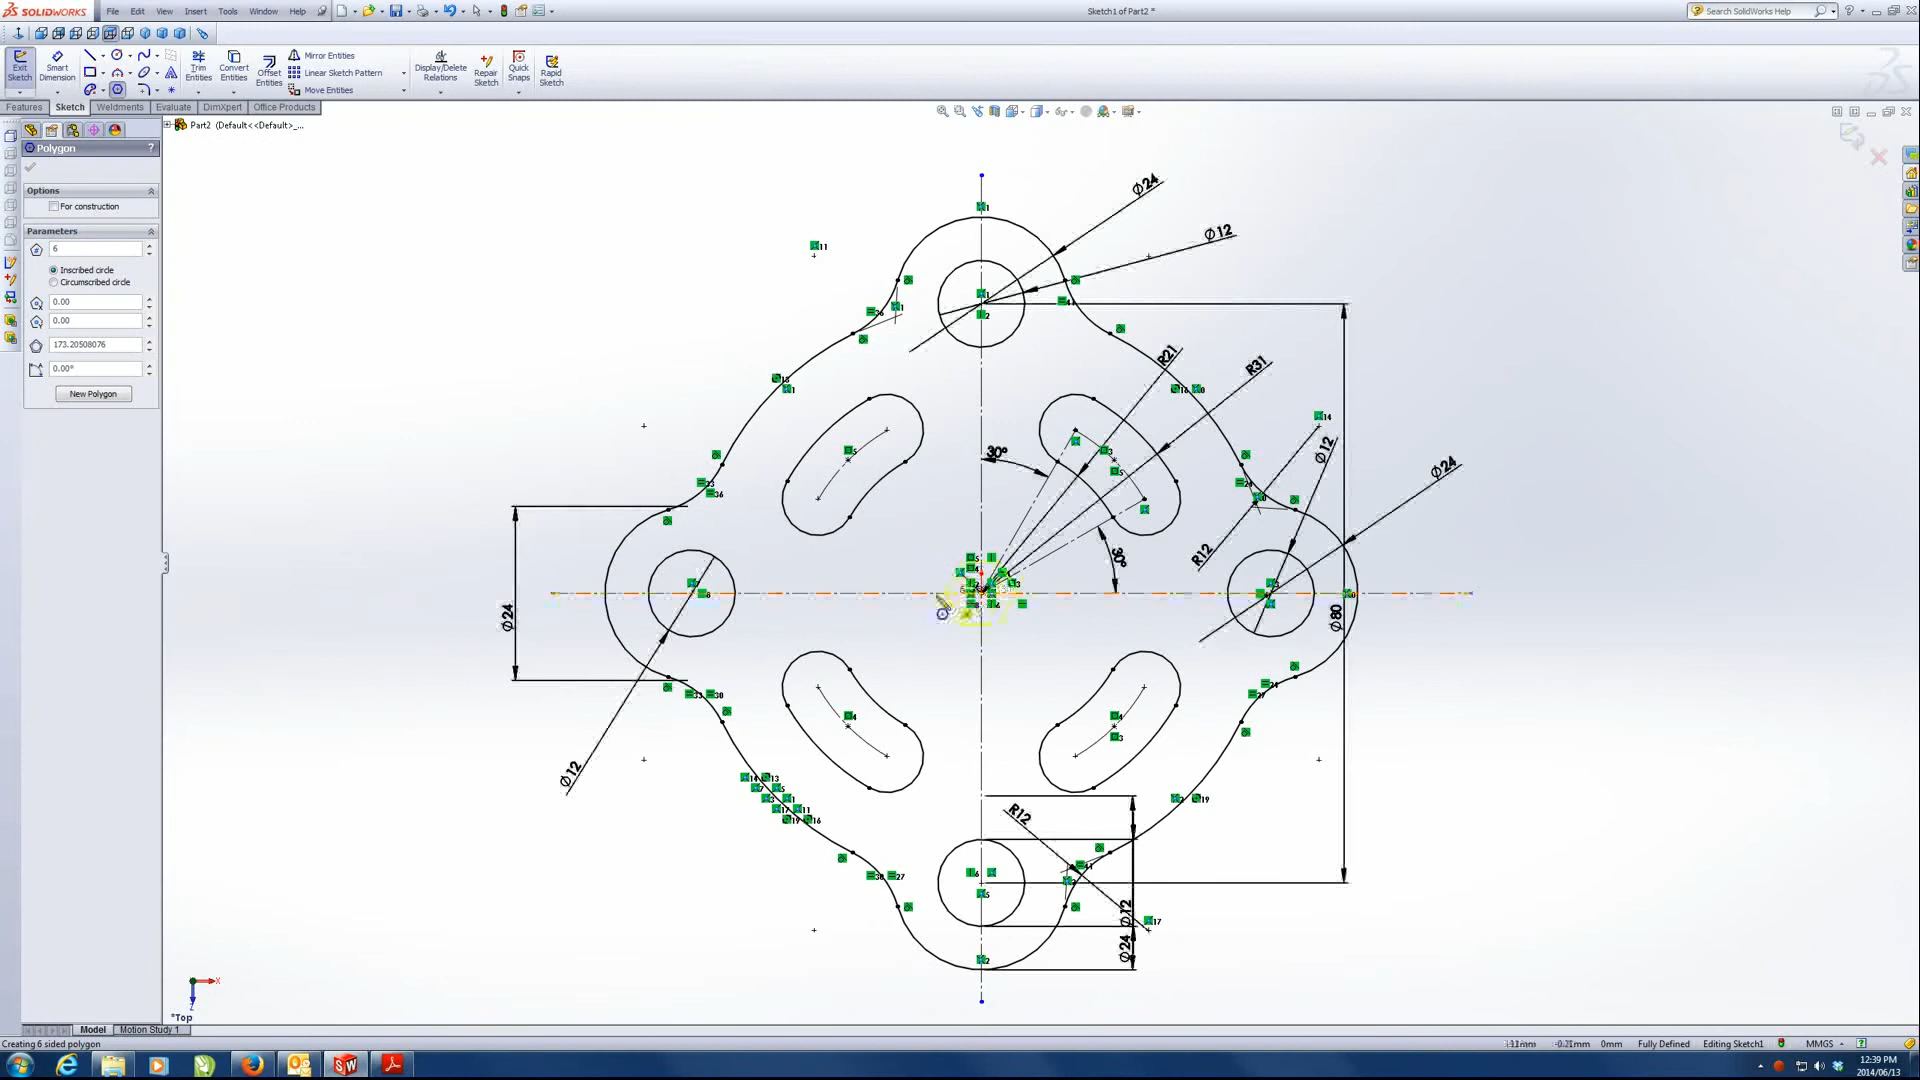 SOLIDWORKS File Edit View Insert Tools Window Help Sketch1 of Part2 * Search SolidWorks Help
Exit Sketch
Smart Dimension
Trim Entities
Convert Entities
Offset Entities
Mirror Entities
Linear Sketch Pattern
Move Entities
Display/Delete Relations
Repair Sketch
Quick Snaps
Rapid Sketch
Features Sketch Weldments Evaluate DimXpert Office Products
Part2 (Default<<Default>_...
Polygon ?
Options
For construction
Parameters
6
Inscribed circle
Circumscribed circle
0.00
0.00
173.20508076
0.00°
New Polygon
Ø24
Ø12
R21
R31
30°
Ø12
Ø24
R12
30°
Ø24
Ø80
Ø12
R12
Ø12
Ø24
X
Z
*Top
Model Motion Study 1
Creating 6 sided polygon
-0.21mm 0mm Fully Defined Editing Sketch1 MMGS
12:39 PM
2014/06/13